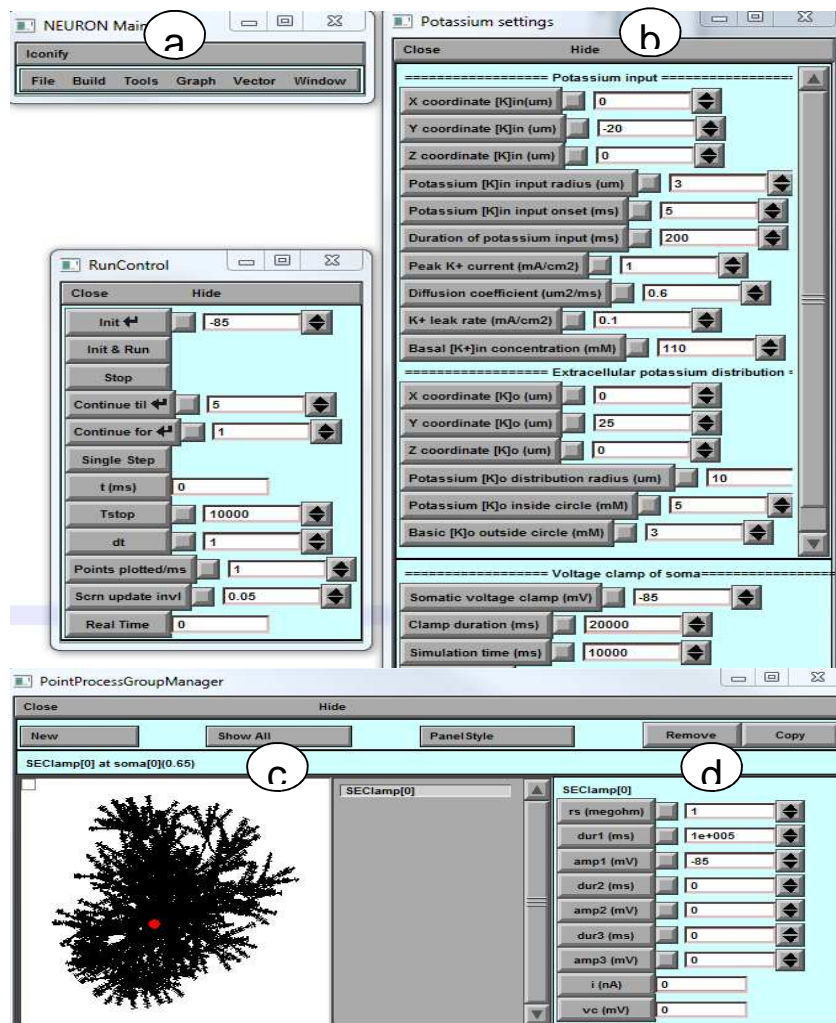 NEURON Main
a
Iconify
File Build Tools Graph Vector Window
RunControl
Close Hide
Init -85
Init & Run
Stop
Continue til 5
Continue for 1
Single Step
t (ms) 0
Tstop 10000
dt 1
Points plotted/ms 1
Scrn update invl 0.05
Real Time 0
Potassium settings
b
Close Hide
================== Potassium input ==================
X coordinate [K]in(um) 0
Y coordinate [K]in (um) -20
Z coordinate [K]in (um) 0
Potassium [K]in input radius (um) 3
Potassium [K]in input onset (ms) 5
Duration of potassium input (ms) 200
Peak K+ current (mA/cm2) 1
Diffusion coefficient (um2/ms) 0.6
K+ leak rate (mA/cm2) 0.1
Basal [K+]in concentration (mM) 110
================== Extracellular potassium distribution =
X coordinate [K]o (um) 0
Y coordinate [K]o (um) 25
Z coordinate [K]o (um) 0
Potassium [K]o distribution radius (um) 10
Potassium [K]o inside circle (mM) 5
Basic [K]o outside circle (mM) 3
================== Voltage clamp of soma==================
Somatic voltage clamp (mV) -85
Clamp duration (ms) 20000
Simulation time (ms) 10000
PointProcessGroupManager
Close Hide
New Show All PanelStyle Remove Copy
SEClamp[0] at soma[0](0.65)
c
d
SEClamp[0]
SEClamp[0]
rs (megohm) 1
dur1 (ms) 1e+005
amp1 (mV) -85
dur2 (ms) 0
amp2 (mV) 0
dur3 (ms) 0
amp3 (mV) 0
i (nA) 0
vc (mV) 0